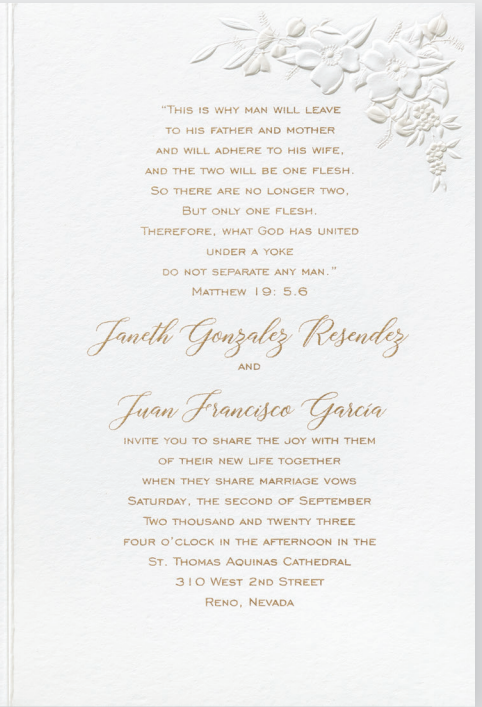 "This is why man will leave
to his father and mother
and will adhere to his wife,
and the two will be one flesh.
So there are no longer two,
But only one flesh.
Therefore, what God has united
under a yoke
do not separate any man."
Matthew 19: 5.6
Janeth Gonzalez Resendez
and
Juan Francisco García
invite you to share the joy with them
of their new life together
when they share marriage vows
Saturday, the second of September
Two thousand and twenty three
four o'clock in the afternoon in the
St. Thomas Aquinas Cathedral
310 West 2nd Street
Reno, Nevada